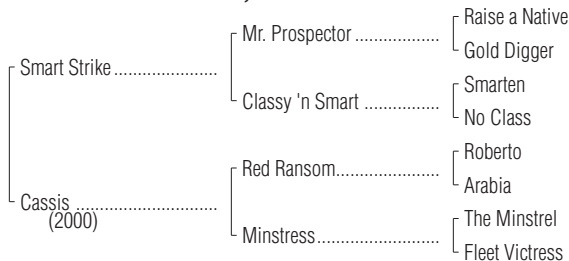 Raise a Native
Mr. Prospector ..................
Gold Digger
Smart Strike ......................
Smarten
Classy 'n Smart ................
No Class
Roberto
Red Ransom.....................
Arabia
Cassis ..............................
(2000)
The Minstrel
Minstress.........................
Fleet Victress